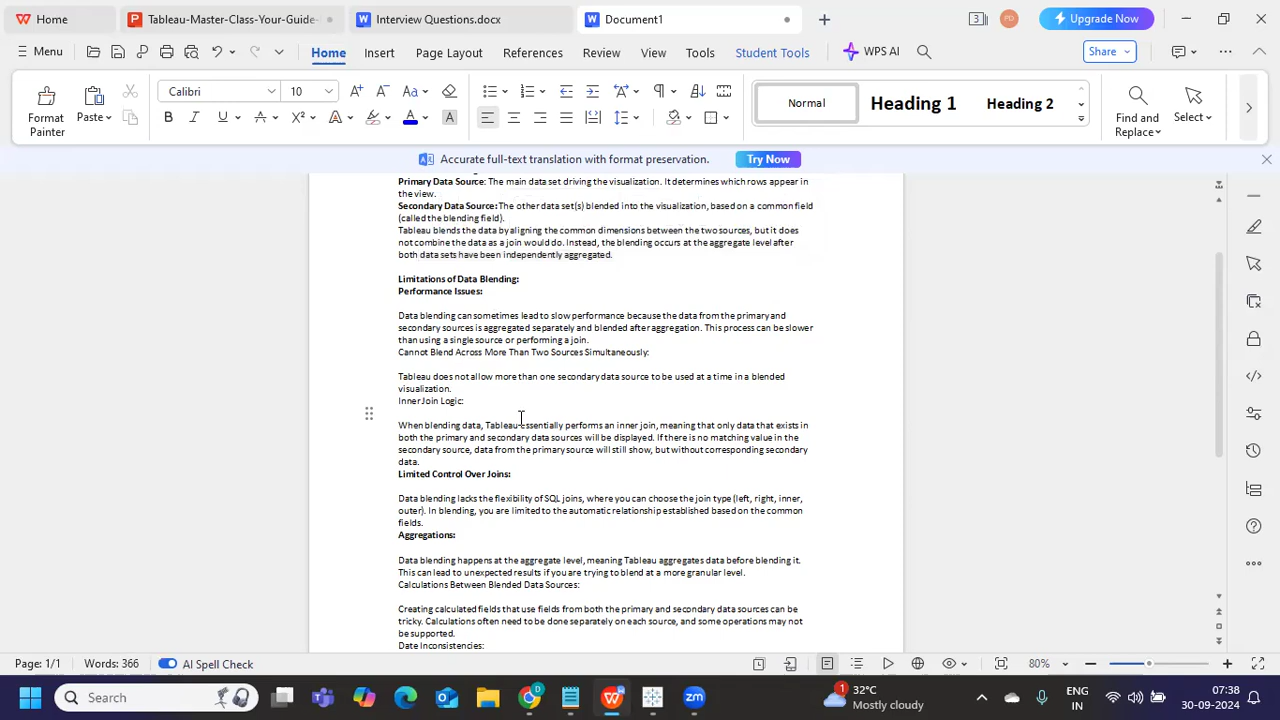 Home
Tableau-Master-Class-Your-Guide-
Interview Questions.docx
Document1
3
PD
Upgrade Now
Menu
Home
Insert
Page Layout
References
Review
View
Tools
Student Tools
WPS AI
Share
Format Painter
Paste
Calibri
10
Normal
Heading 1
Heading 2
Find and Replace
Select
Accurate full-text translation with format preservation.
Try Now
Primary Data Source: The main data set driving the visualization. It determines which rows appear in
the view.
Secondary Data Source: The other data set(s) blended into the visualization, based on a common field
(called the blending field).
Tableau blends the data by aligning the common dimensions between the two sources, but it does
not combine the data as a join would do. Instead, the blending occurs at the aggregate level after
both data sets have been independently aggregated.
Limitations of Data Blending:
Performance Issues:
Data blending can sometimes lead to slow performance because the data from the primary and
secondary sources is aggregated separately and blended after aggregation. This process can be slower
than using a single source or performing a join.
Cannot Blend Across More Than Two Sources Simultaneously:
Tableau does not allow more than one secondary data source to be used at a time in a blended
visualization.
Inner Join Logic:
When blending data, Tableau essentially performs an inner join, meaning that only data that exists in
both the primary and secondary data sources will be displayed. If there is no matching value in the
secondary source, data from the primary source will still show, but without corresponding secondary
data.
Limited Control Over Joins:
Data blending lacks the flexibility of SQL joins, where you can choose the join type (left, right, inner,
outer). In blending, you are limited to the automatic relationship established based on the common
fields.
Aggregations:
Data blending happens at the aggregate level, meaning Tableau aggregates data before blending it.
This can lead to unexpected results if you are trying to blend at a more granular level.
Calculations Between Blended Data Sources:
Creating calculated fields that use fields from both the primary and secondary data sources can be
tricky. Calculations often need to be done separately on each source, and some operations may not
be supported.
Date Inconsistencies:
Page: 1/1
Words: 366
AI Spell Check
80%
Search
32°C
Mostly cloudy
ENG
IN
07:38
30-09-2024